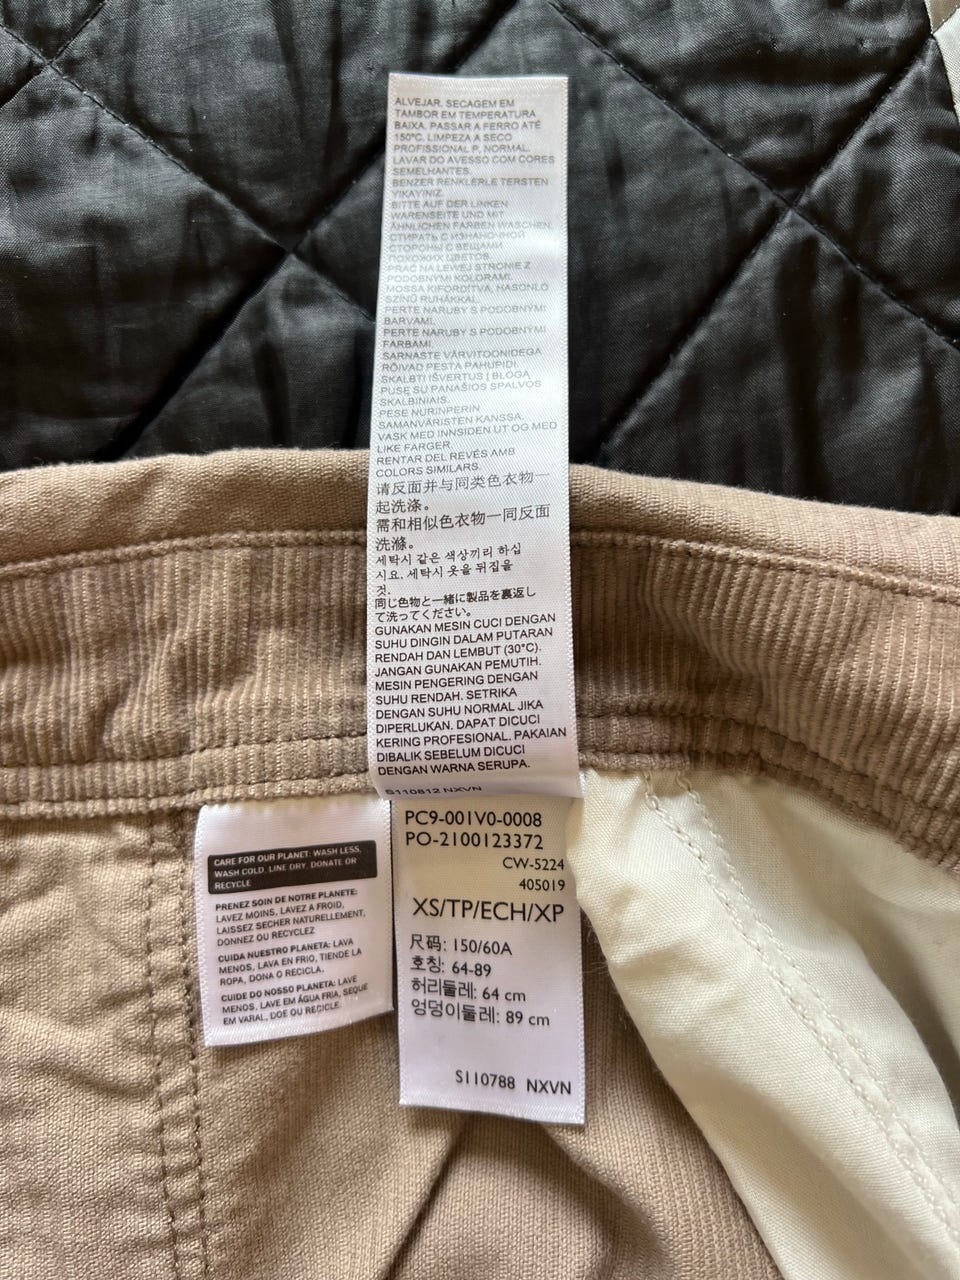 ALVEJAR. SECAGEM EM
TAMBOR EM TEMPERATURA
BAIXA. PASSAR A FERRO ATÉ
150ºC. LIMPEZA A SECO
PROFISSIONAL P, NORMAL.
LAVAR DO AVESSO COM CORES
SEMELHANTES.
BENZER RENKLERLE TERSTEN
YIKAYINIZ.
BITTE AUF DER LINKEN
WARENSEITE UND MIT
ÄHNLICHEN FARBEN WASCHEN.
СТИРАТЬ С ИЗНАНОЧНОЙ
СТОРОНЫ С ВЕЩАМИ
ПОХОЖИХ ЦВЕТОВ.
PRAĆ NA LEWEJ STRONIE Z
PODOBNYMI KOLORAMI.
MOSSA KIFORDÍTVA, HASONLÓ
SZÍNŰ RUHÁKKAL.
PERTE NARUBY S PODOBNÝMI
BARVAMI.
PERTE NARUBY S PODOBNÝMI
FARBAMI.
SARNASTE VÄRVITOONIDEGA
RÕIVAD PESTA PAHUPIDI.
SKALBTI IŠVERTUS Į BLOGĄ
PUSĘ SU PANAŠIOS SPALVOS
SKALBINIAIS.
PESE NURINPERIN
SAMANVÄRISTEN KANSSA.
VASK MED INNSIDEN UT OG MED
LIKE FARGER.
RENTAR DEL REVÉS AMB
COLORS SIMILARS.
请反面并与同类色衣物一
起洗涤。
需和相似色衣物一同反面
洗滌。
세탁시 같은 색상끼리 하십
시요. 세탁시 옷을 뒤집을
것.
同じ色物と一緒に製品を裏返し
て洗ってください。
GUNAKAN MESIN CUCI DENGAN
SUHU DINGIN DALAM PUTARAN
RENDAH DAN LEMBUT (30°C).
JANGAN GUNAKAN PEMUTIH.
MESIN PENGERING DENGAN
SUHU RENDAH. SETRIKA
DENGAN SUHU NORMAL JIKA
DIPERLUKAN. DAPAT DICUCI
KERING PROFESIONAL. PAKAIAN
DIBALIK SEBELUM DICUCI
DENGAN WARNA SERUPA.
S110812 NXVN
CARE FOR OUR PLANET: WASH LESS,
WASH COLD, LINE DRY, DONATE OR
RECYCLE
PRENEZ SOIN DE NOTRE PLANETE:
LAVEZ MOINS, LAVEZ A FROID,
LAISSEZ SECHER NATURELLEMENT,
DONNEZ OU RECYCLEZ
CUIDA NUESTRO PLANETA: LAVA
MENOS, LAVA EN FRIO, TIENDE LA
ROPA, DONA O RECICLA.
CUIDE DO NOSSO PLANETA: LAVE
MENOS, LAVE EM ÁGUA FRIA, SEQUE
EM VARAL, DOE OU RECICLE.
PC9-001V0-0008
PO-2100123372
CW-5224
405019
XS/TP/ECH/XP
尺码: 150/60A
호칭: 64-89
허리둘레: 64 cm
엉덩이둘레: 89 cm
S110788 NXVN